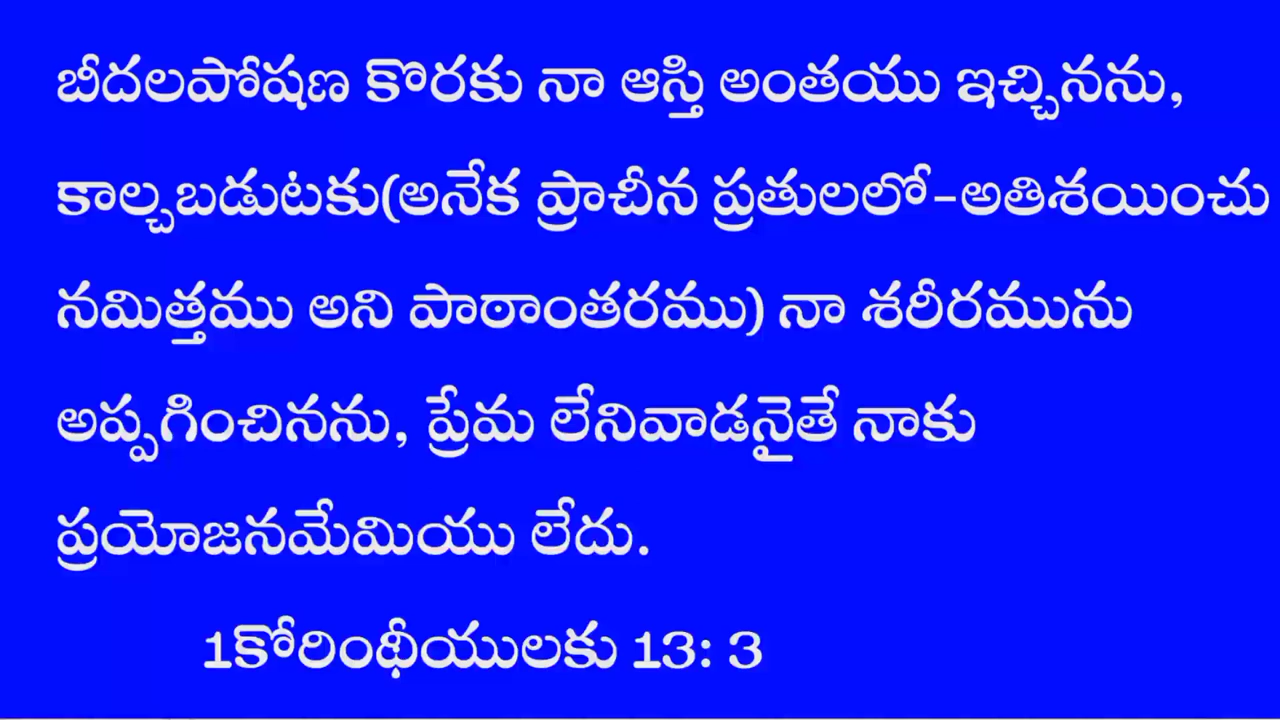 బీదలపోషణ కొరకు నా ఆస్తి అంతయు ఇచ్చినను,
కాల్చబడుటకు(అనేక ప్రాచీన ప్రతులలో-అతిశయించు
నమిత్తము అని పాఠాంతరము) నా శరీరమును
అప్పగించినను, ప్రేమ లేనివాడనైతే నాకు
ప్రయోజనమేమియు లేదు.
1కోరింథీయులకు 13: 3